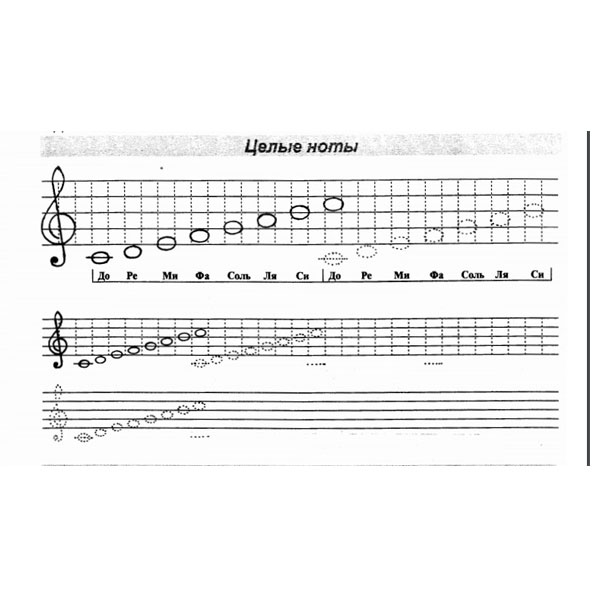 Целые ноты
До Ре Ми Фа Соль Ля Си До Ре Ми Фа Соль Ля Си